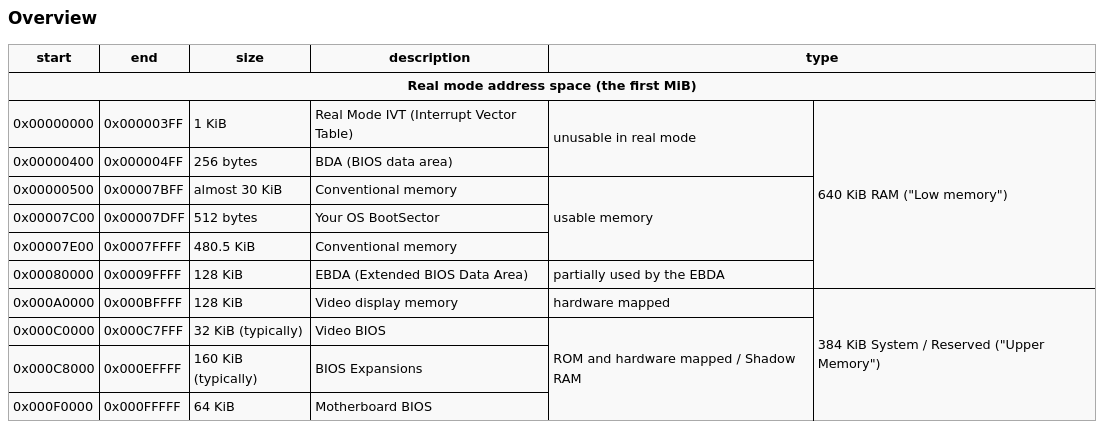 Overview
start end size description type
Real mode address space (the first MiB)
0x00000000 0x000003FF 1 KiB Real Mode IVT (Interrupt Vector
Table)
unusable in real mode
640 KiB RAM ("Low memory")
0x00000400 0x000004FF 256 bytes BDA (BIOS data area)
0x00000500 0x00007BFF almost 30 KiB Conventional memory
usable memory
0x00007C00 0x00007DFF 512 bytes Your OS BootSector
0x00007E00 0x0007FFFF 480.5 KiB Conventional memory
0x00080000 0x0009FFFF 128 KiB EBDA (Extended BIOS Data Area) partially used by the EBDA
0x000A0000 0x000BFFFF 128 KiB Video display memory hardware mapped
384 KiB System / Reserved ("Upper
Memory")
0x000C0000 0x000C7FFF 32 KiB (typically) Video BIOS
ROM and hardware mapped / Shadow
RAM
0x000C8000 0x000EFFFF 160 KiB
(typically)
BIOS Expansions
0x000F0000 0x000FFFFF 64 KiB Motherboard BIOS